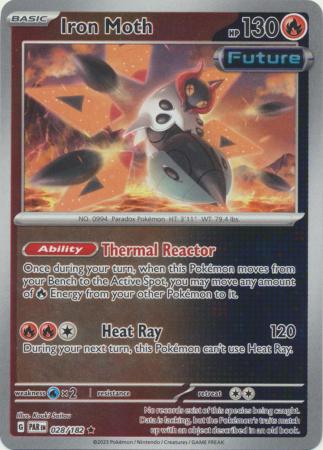 BASIC
Iron Moth
HP 130
Future
NO. 0994 Paradox Pokémon HT: 3'11" WT: 79.4 lbs.
Ability Thermal Reactor
Once during your turn, when this Pokémon moves from
your Bench to the Active Spot, you may move any amount
of Energy from your other Pokémon to it.
Heat Ray 120
During your next turn, this Pokémon can't use Heat Ray.
weakness ×2 resistance retreat
Illus. Kouki Saitou
G PAR EN 028/182 ★
No records exist of this species being caught.
Data is lacking, but the Pokémon's traits match
up with an object described in an old book.
©2023 Pokémon / Nintendo / Creatures / GAME FREAK